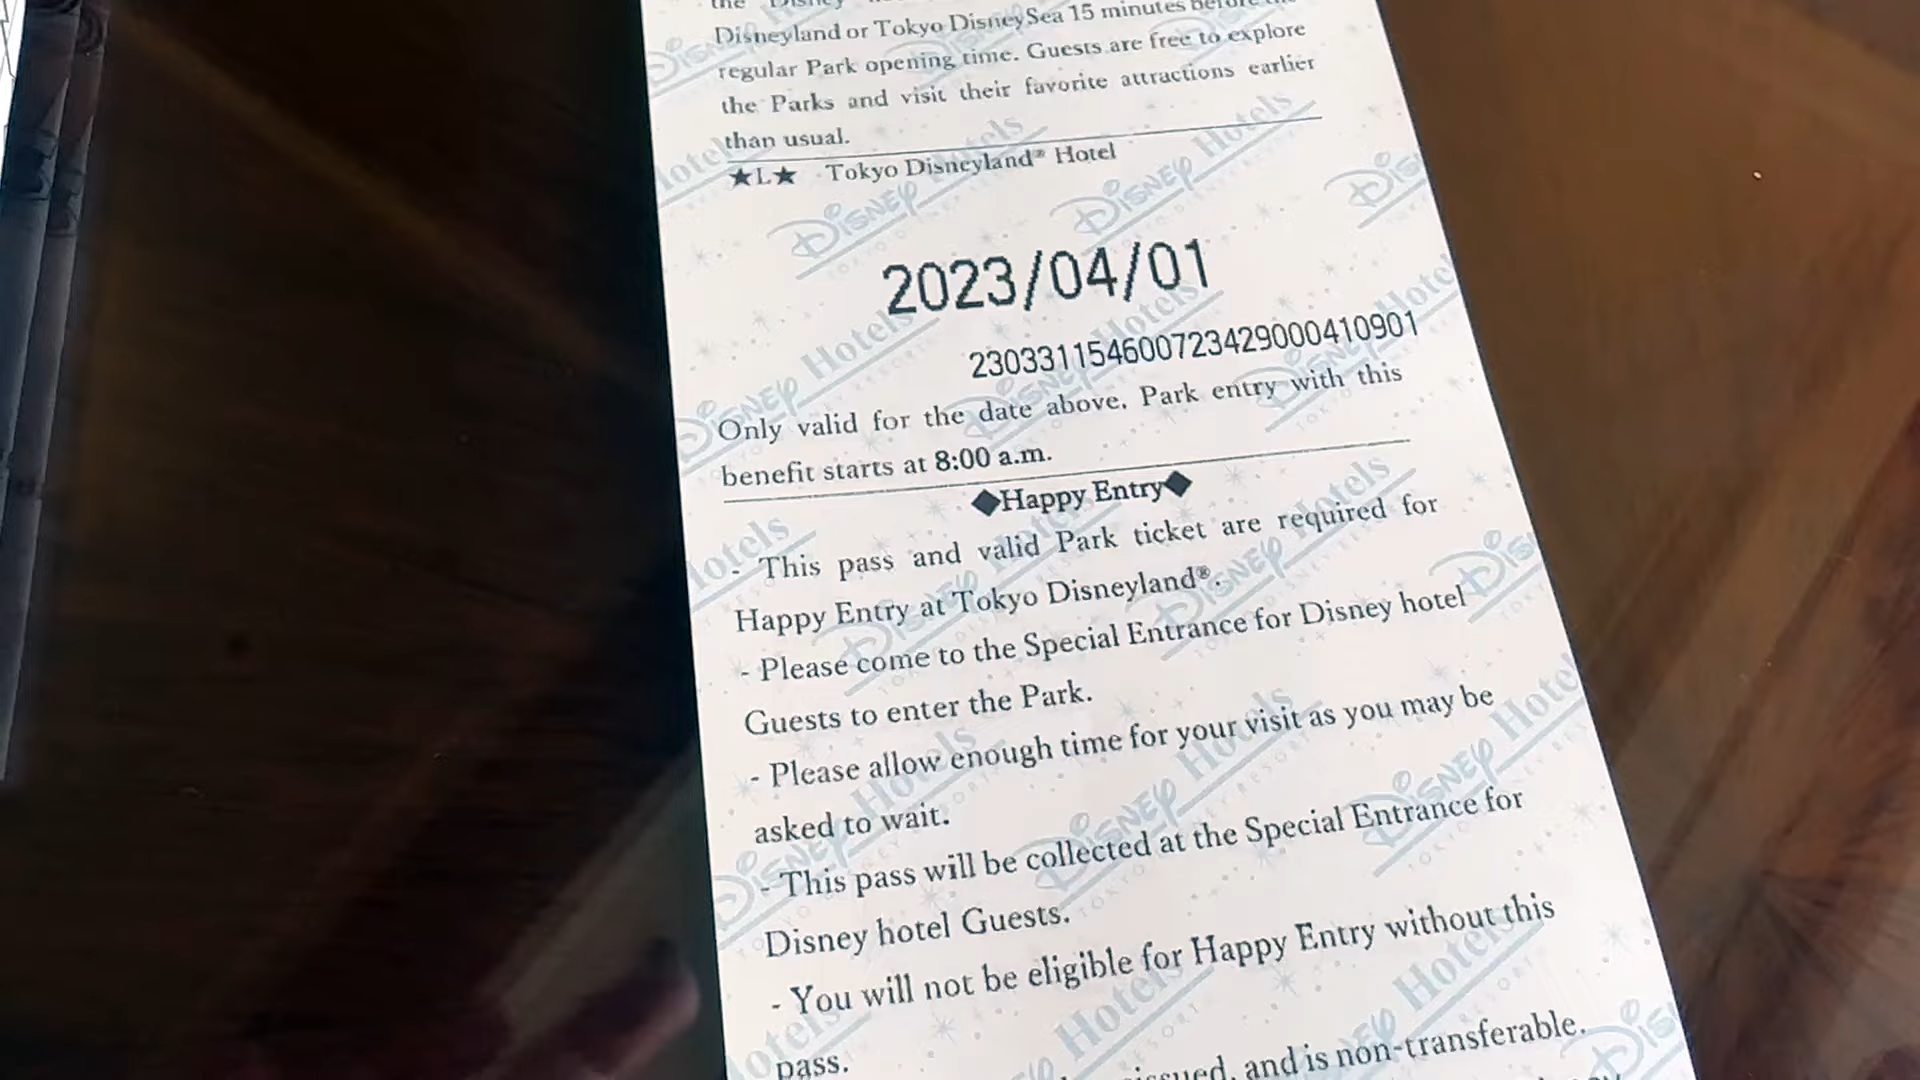 the Disney
Disneyland or Tokyo DisneySea 15 minutes before the
regular Park opening time. Guests are free to explore
the Parks and visit their favorite attractions earlier
than usual.
★L★ Tokyo Disneyland® Hotel
2023/04/01
230331154600723429000410901
Only valid for the date above. Park entry with this
benefit starts at 8:00 a.m.
◆Happy Entry◆
- This pass and valid Park ticket are required for
Happy Entry at Tokyo Disneyland®.
- Please come to the Special Entrance for Disney hotel
Guests to enter the Park.
- Please allow enough time for your visit as you may be
asked to wait.
- This pass will be collected at the Special Entrance for
Disney hotel Guests.
- You will not be eligible for Happy Entry without this
pass.
issued, and is non-transferable.